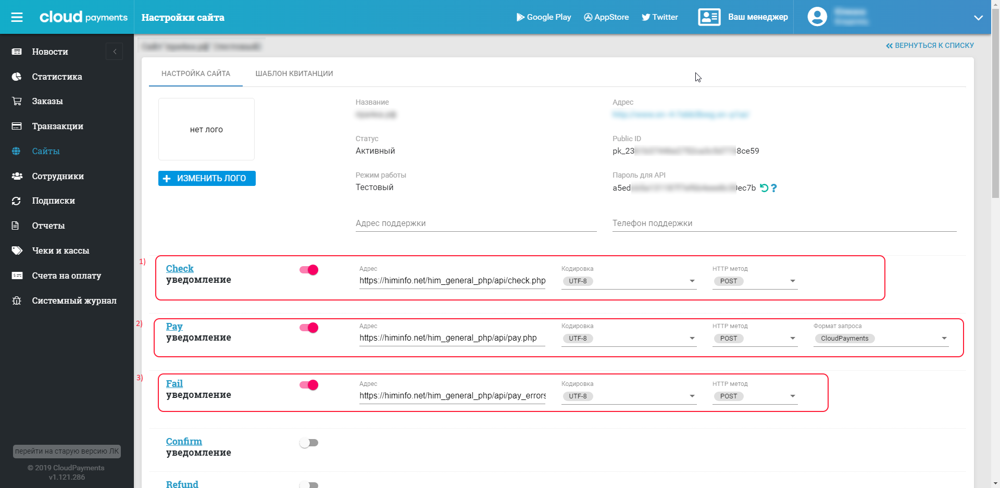 cloud payments
Настройки сайта
Google Play
AppStore
Twitter
Ваш менеджер
Новости
Статистика
Заказы
Транзакции
Сайты
Сотрудники
Подписки
Отчеты
Чеки и кассы
Счета на оплату
Системный журнал
перейти на старую версию ЛК
© 2019 CloudPayments
v1.121.286
ВЕРНУТЬСЯ К СПИСКУ
НАСТРОЙКА САЙТА
ШАБЛОН КВИТАНЦИИ
нет лого
ИЗМЕНИТЬ ЛОГО
Название
Адрес
Статус
Активный
Public ID
pk_23 8ce59
Режим работы
Тестовый
Пароль для API
a5ed ec7b ?
Адрес поддержки
Телефон поддержки
1)
Check
уведомление
Адрес
https://himinfo.net/him_general_php/api/check.php
Кодировка
UTF-8
HTTP метод
POST
2)
Pay
уведомление
Адрес
https://himinfo.net/him_general_php/api/pay.php
Кодировка
UTF-8
HTTP метод
POST
Формат запроса
CloudPayments
3)
Fail
уведомление
Адрес
https://himinfo.net/him_general_php/api/pay_errors
Кодировка
UTF-8
HTTP метод
POST
Confirm
уведомление
Refund